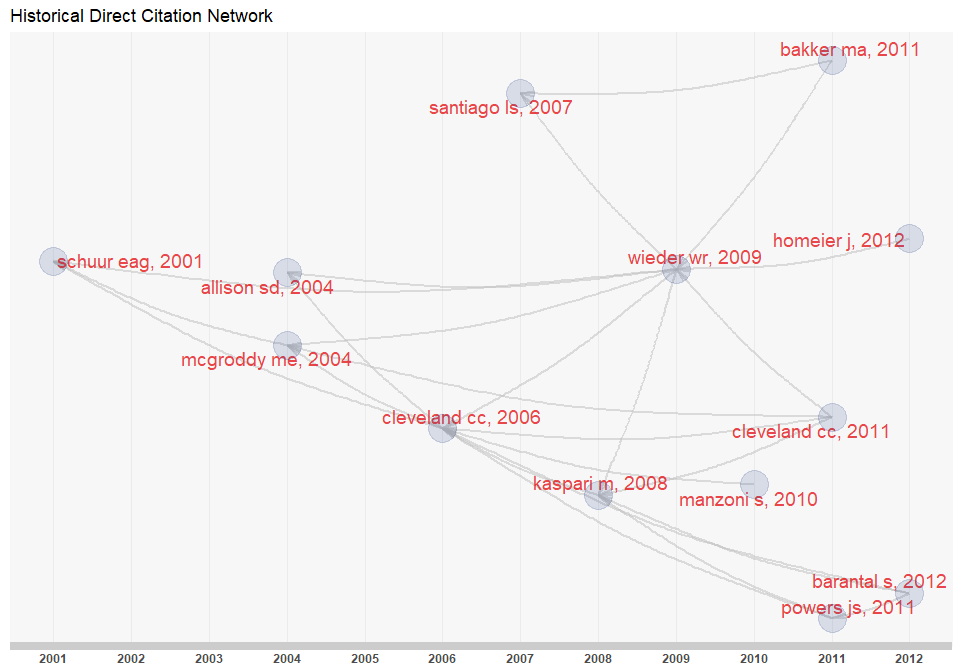 Historical Direct Citation Network
bakker ma, 2011
santiago ls, 2007
homeier j, 2012
wieder wr, 2009
schuur eag, 2001
allison sd, 2004
mcgroddy me, 2004
cleveland cc, 2006
cleveland cc, 2011
kaspari m, 2008
manzoni s, 2010
barantal s, 2012
powers js, 2011
2001 2002 2003 2004 2005 2006 2007 2008 2009 2010 2011 2012